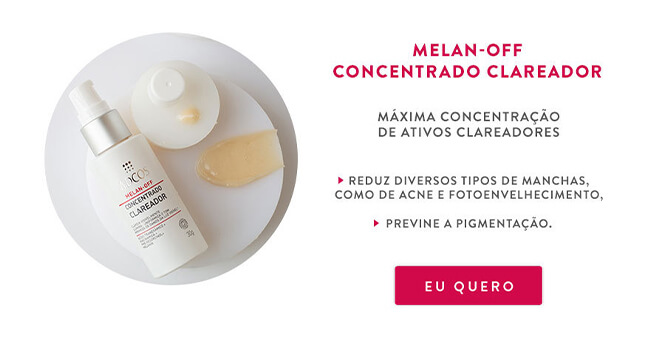 MELAN-OFF
CONCENTRADO CLAREADOR
MÁXIMA CONCENTRAÇÃO
DE ATIVOS CLAREADORES
REDUZ DIVERSOS TIPOS DE MANCHAS,
COMO DE ACNE E FOTOENVELHECIMENTO,
PREVINE A PIGMENTAÇÃO.
EU QUERO
MELAN-OFF
CONCENTRADO
CLAREADOR
30g